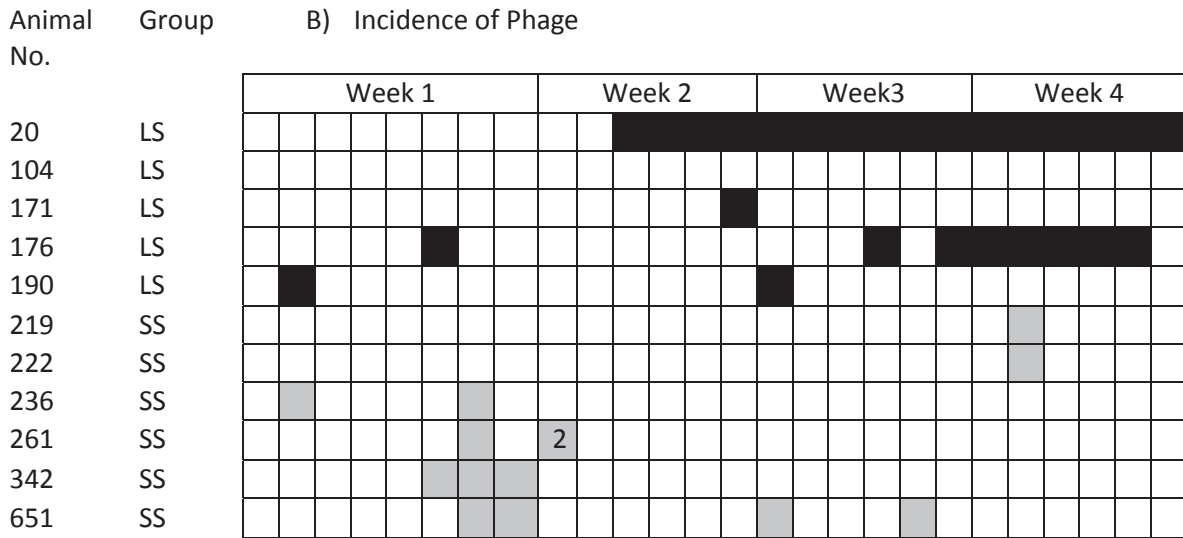 Animal Group B) Incidence of Phage
No.
Week 1 Week 2 Week3 Week 4
20 LS
104 LS
171 LS
176 LS
190 LS
219 SS
222 SS
236 SS
261 SS 2
342 SS
651 SS